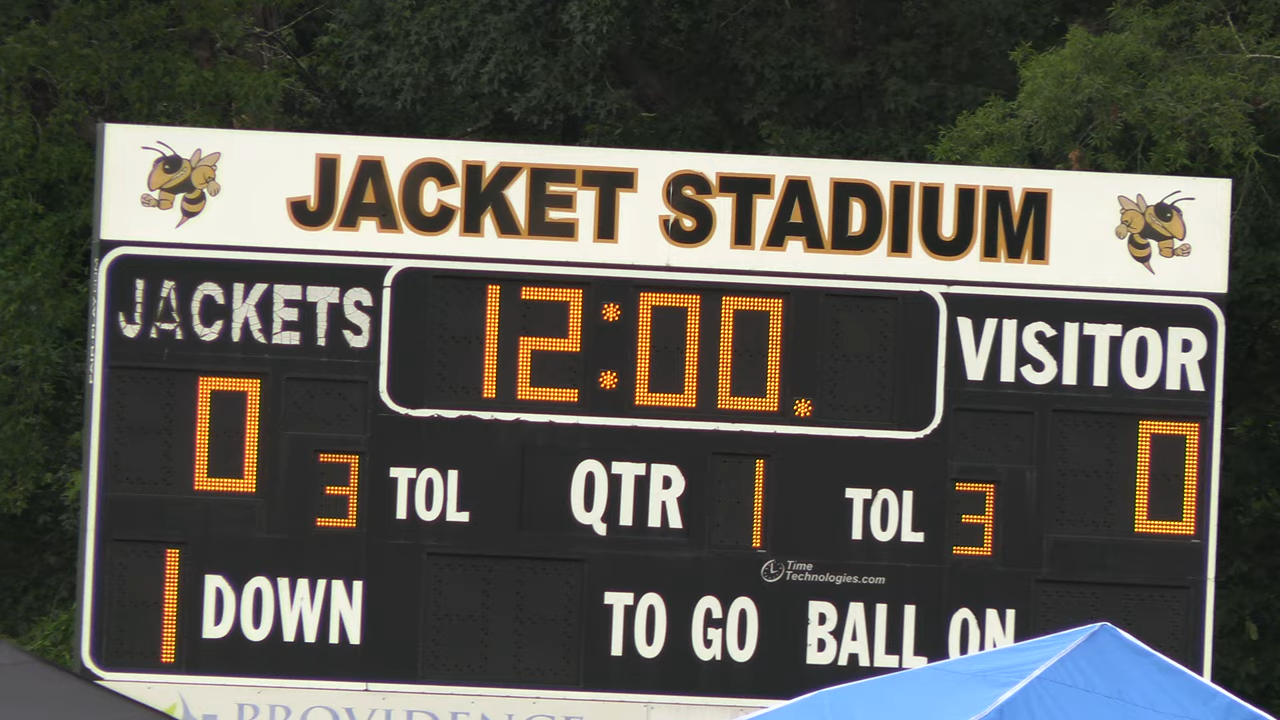 JACKET STADIUM
JACKETS 12:00. VISITOR
0 3 TOL QTR 1 TOL 3 0
Time
Technologies.com
1 DOWN TO GO BALL ON
PROVIDENCE